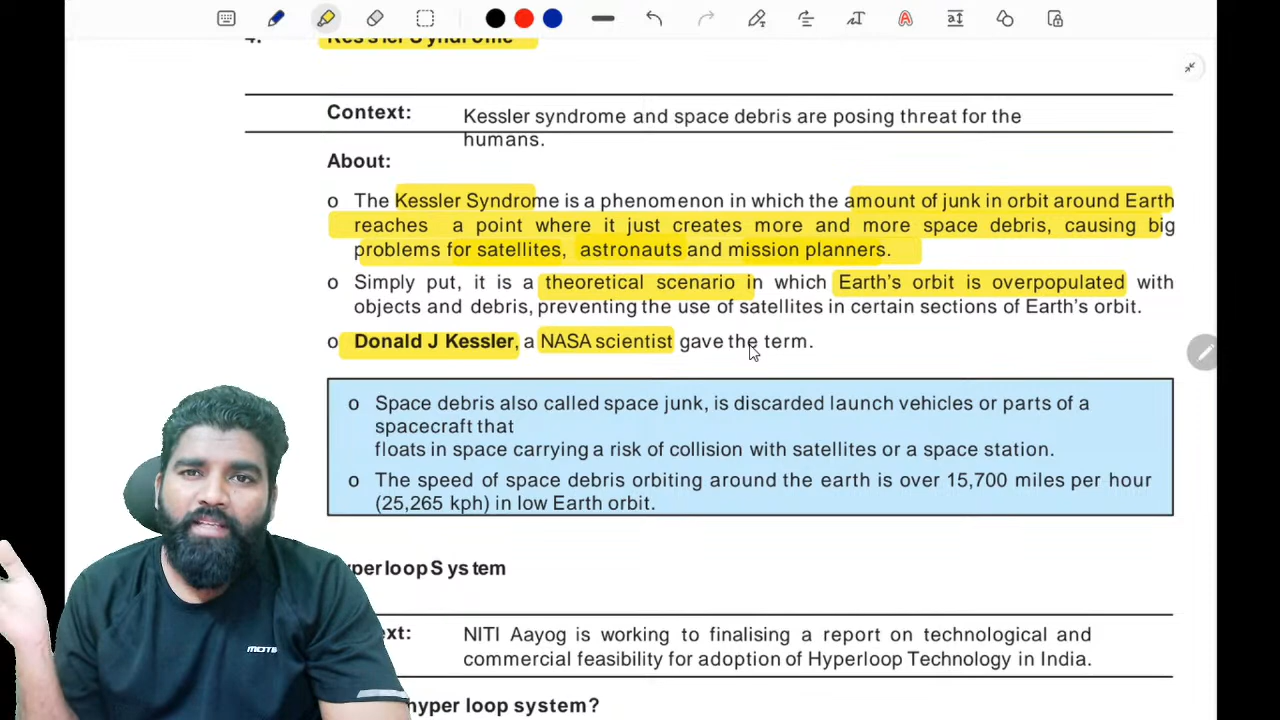 4. Kessler Syndrome
Context: Kessler syndrome and space debris are posing threat for the
humans.
About:
o The Kessler Syndrome is a phenomenon in which the amount of junk in orbit around Earth
reaches a point where it just creates more and more space debris, causing big
problems for satellites, astronauts and mission planners.
o Simply put, it is a theoretical scenario in which Earth's orbit is overpopulated with
objects and debris, preventing the use of satellites in certain sections of Earth's orbit.
o Donald J Kessler, a NASA scientist gave the term.
o Space debris also called space junk, is discarded launch vehicles or parts of a
spacecraft that
floats in space carrying a risk of collision with satellites or a space station.
o The speed of space debris orbiting around the earth is over 15,700 miles per hour
(25,265 kph) in low Earth orbit.
yperloop System
xt: NITI Aayog is working to finalising a report on technological and
commercial feasibility for adoption of Hyperloop Technology in India.
hyper loop system?